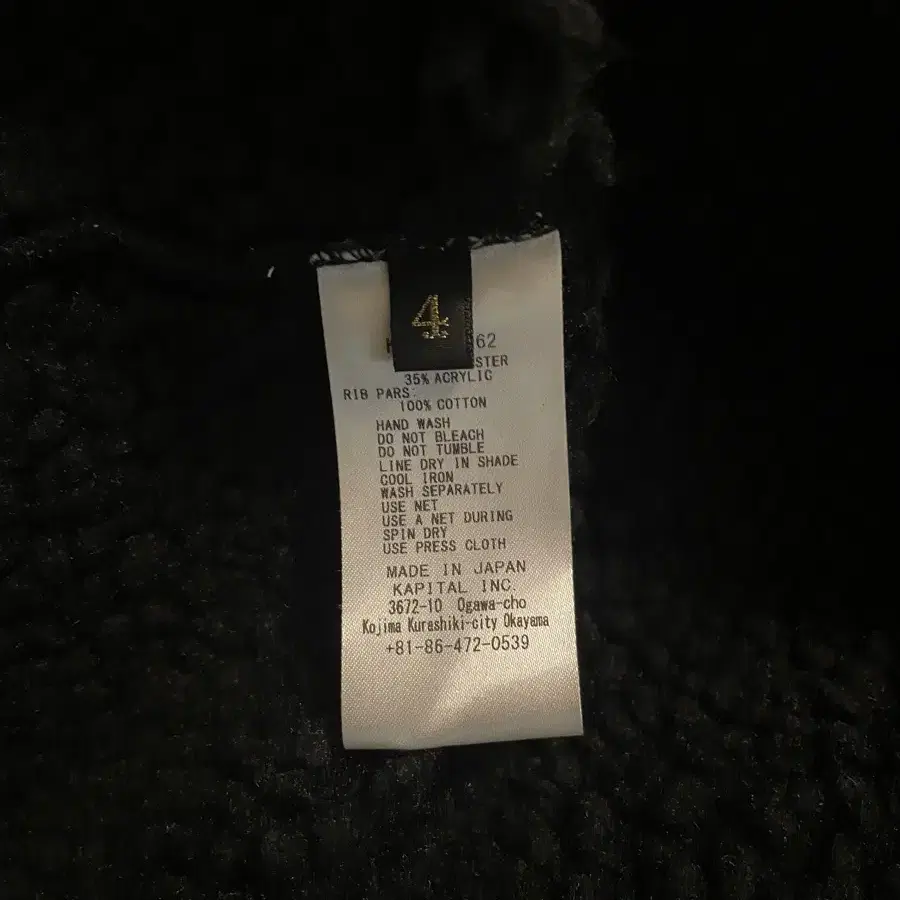 4
62
STER
35% ACRYLIC
RIB PARS:
100% COTTON
HAND WASH
DO NOT BLEACH
DO NOT TUMBLE
LINE DRY IN SHADE
COOL IRON
WASH SEPARATELY
USE NET
USE A NET DURING
SPIN DRY
USE PRESS CLOTH
MADE IN JAPAN
KAPITAL INC.
3672-10 Ogawa-cho
Kojima Kurashiki-city Okayama
+81-86-472-0539